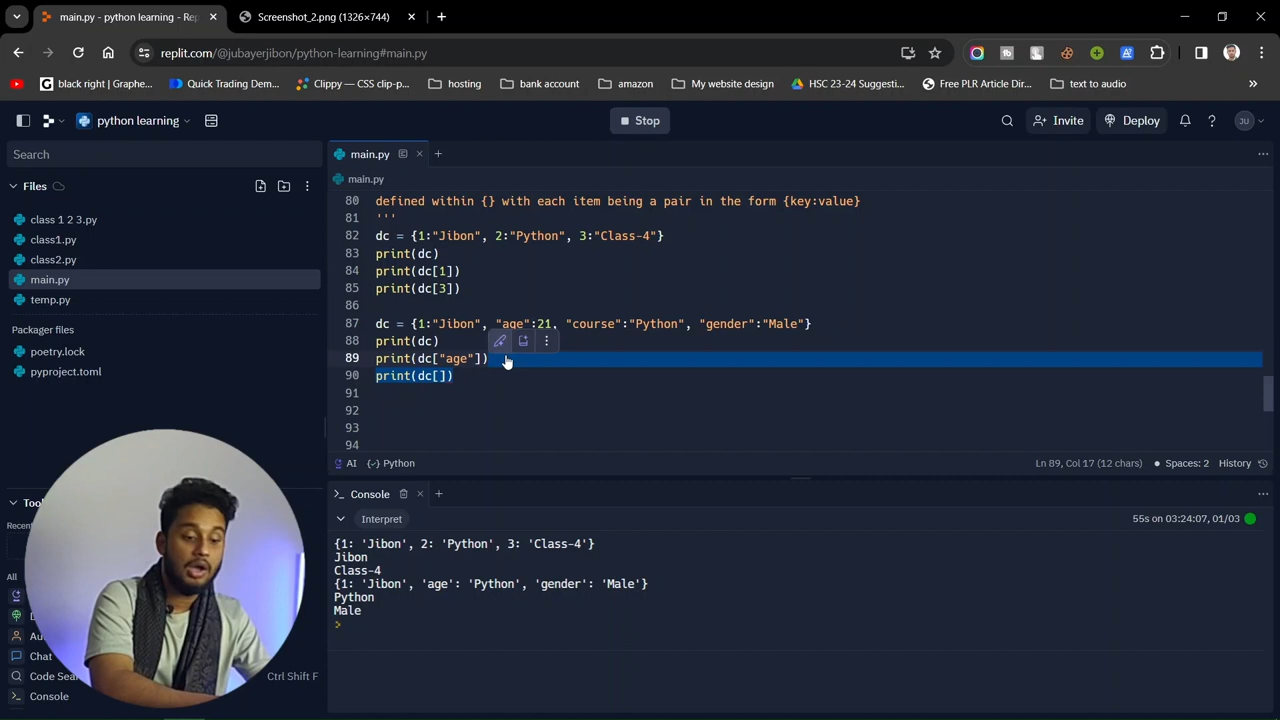 main.py - python learning - Rep
Screenshot_2.png (1326×744)
replit.com/@jubayerjibon/python-learning#main.py
black right | Graphe...
Quick Trading Dem...
Clippy — CSS clip-p...
hosting
bank account
amazon
My website design
HSC 23-24 Suggesti...
Free PLR Article Dir...
text to audio
python learning
Stop
Invite
Deploy
JU
Search
main.py
Files
main.py
class 1 2 3.py
class1.py
class2.py
main.py
temp.py
Packager files
poetry.lock
pyproject.toml
80 defined within {} with each item being a pair in the form {key:value}
81 '''
82 dc = {1:"Jibon", 2:"Python", 3:"Class-4"}
83 print(dc)
84 print(dc[1])
85 print(dc[3])
86
87 dc = {1:"Jibon", "age":21, "course":"Python", "gender":"Male"}
88 print(dc)
89 print(dc["age"])
90 print(dc[])
91
92
93
94
AI
Python
Ln 89, Col 17 (12 chars)
Spaces: 2
History
Console
Interpret
55s on 03:24:07, 01/03
{1: 'Jibon', 2: 'Python', 3: 'Class-4'}
Jibon
Class-4
{1: 'Jibon', 'age': 'Python', 'gender': 'Male'}
Python
Male
>
Rece
All
Chat
Code Sea
Ctrl Shift F
Console